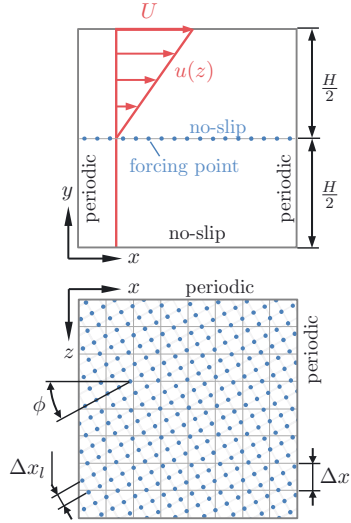 U
u(z)
H/2
no-slip
forcing point
periodic
periodic
H/2
y
no-slip
x
x
periodic
z
periodic
ϕ
Δx_l
Δx